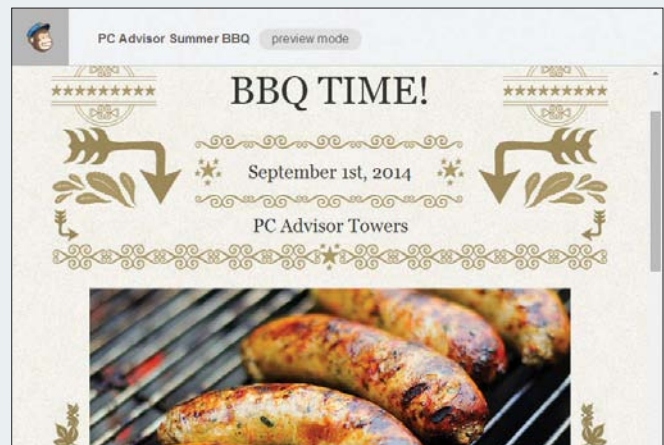 PC Advisor Summer BBQ preview mode
BBQ TIME!
September 1st, 2014
PC Advisor Towers